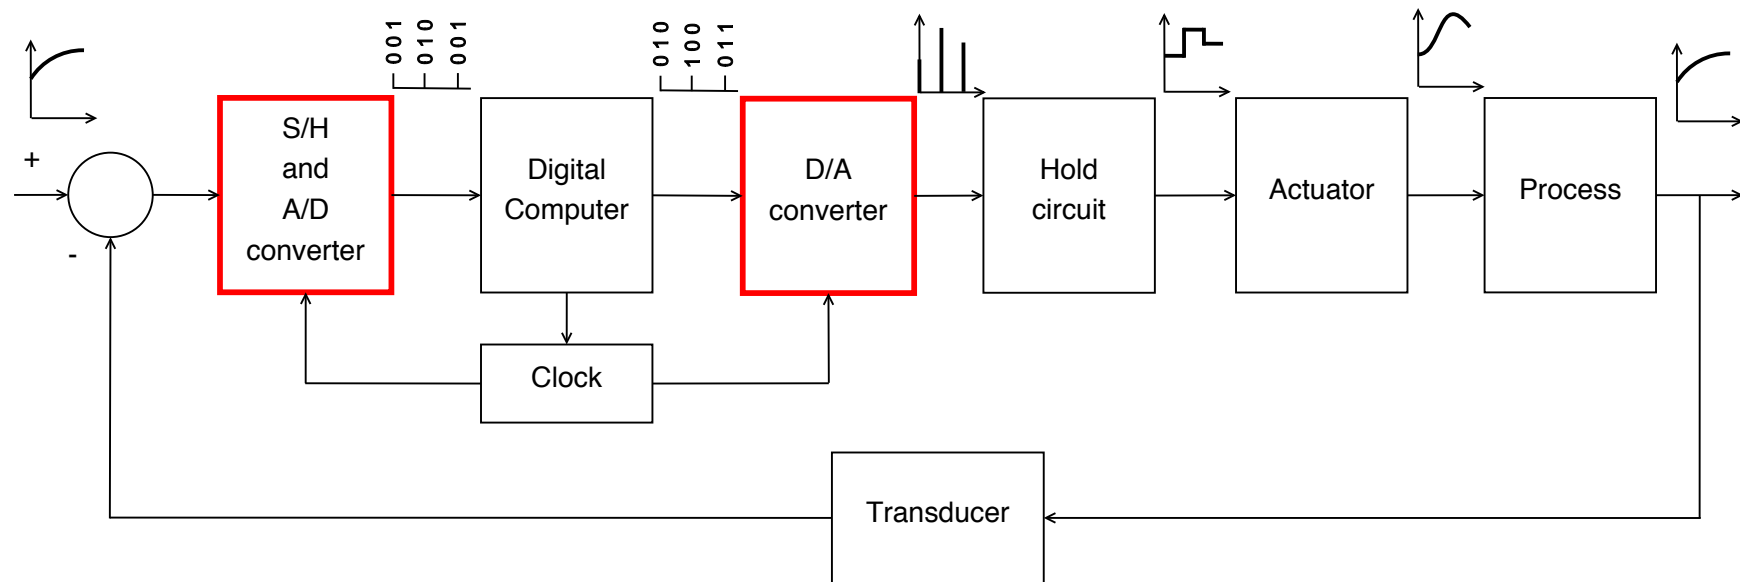 001
010
001
010
100
011
+
-
S/H
and
A/D
converter
Digital
Computer
D/A
converter
Hold
circuit
Actuator
Process
Clock
Transducer